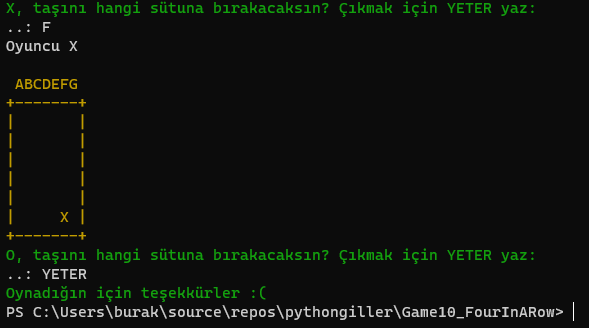 X, taşını hangi sütuna bırakacaksın? Çıkmak için YETER yaz:
..: F
Oyuncu X
 ABCDEFG
+-------+
|       |
|       |
|       |
|       |
|       |
|     X |
+-------+
O, taşını hangi sütuna bırakacaksın? Çıkmak için YETER yaz:
..: YETER
Oynadığın için teşekkürler :(
PS C:\Users\burak\source\repos\pythongiller\Game10_FourInARow>